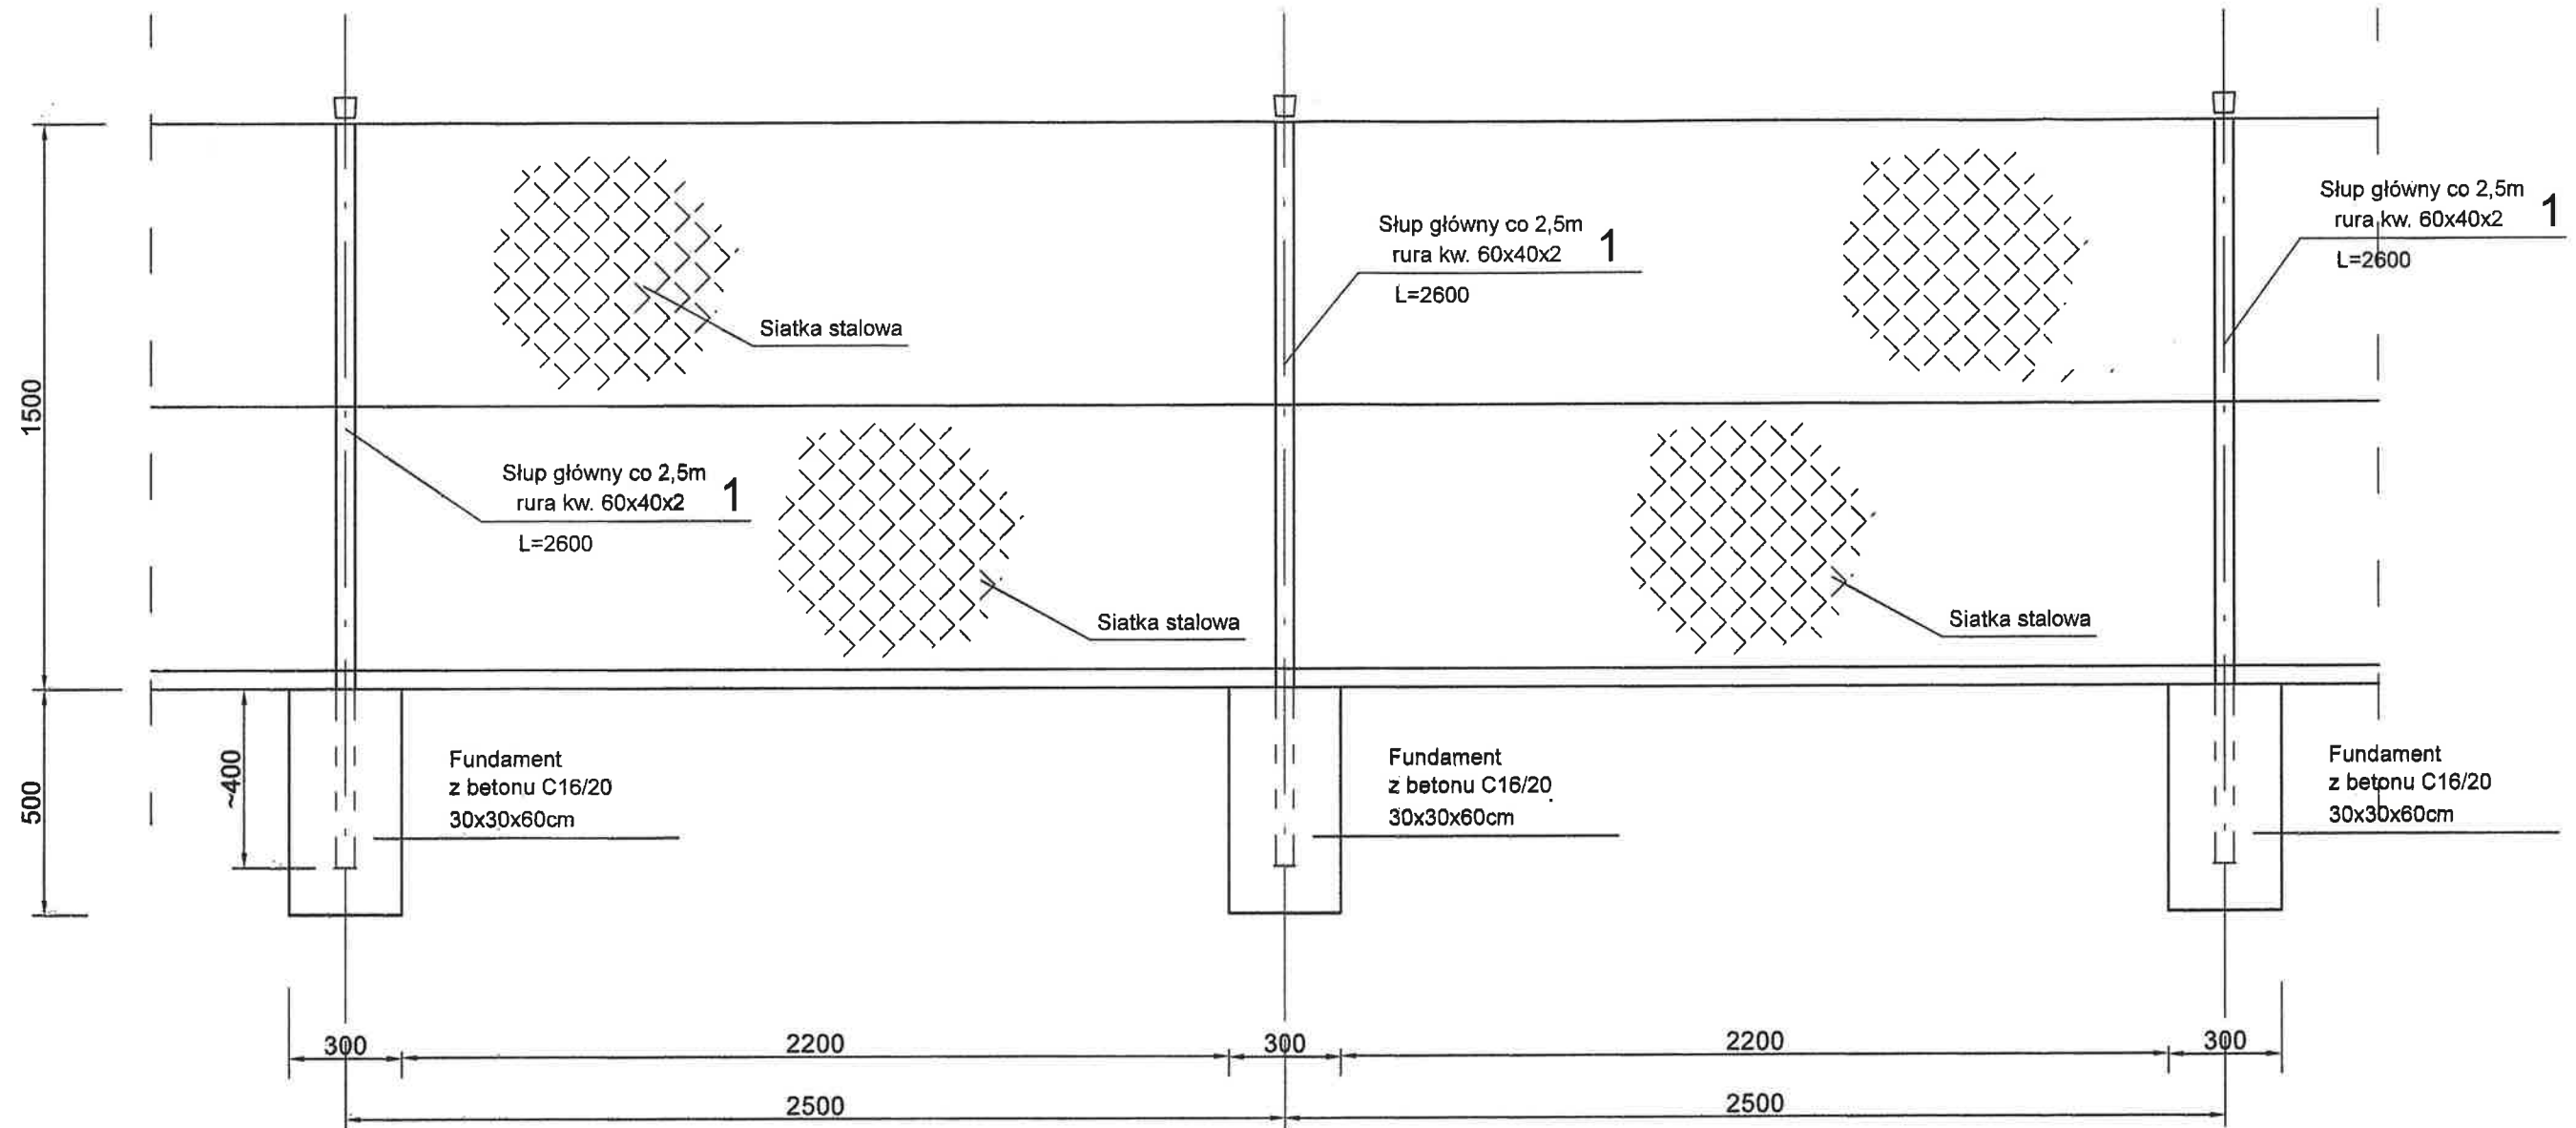 Słup główny co 2,5m
rura kw. 60x40x2 1
L=2600
Słup główny co 2,5m
rura kw. 60x40x2 1
L=2600
Siatka stalowa
1500
Słup główny co 2,5m
rura kw. 60x40x2 1
L=2600
Siatka stalowa
Siatka stalowa
500
~400
Fundament
z betonu C16/20
30x30x60cm
Fundament
z betonu C16/20
30x30x60cm
Fundament
z betonu C16/20
30x30x60cm
300
2200
300
2200
300
2500
2500